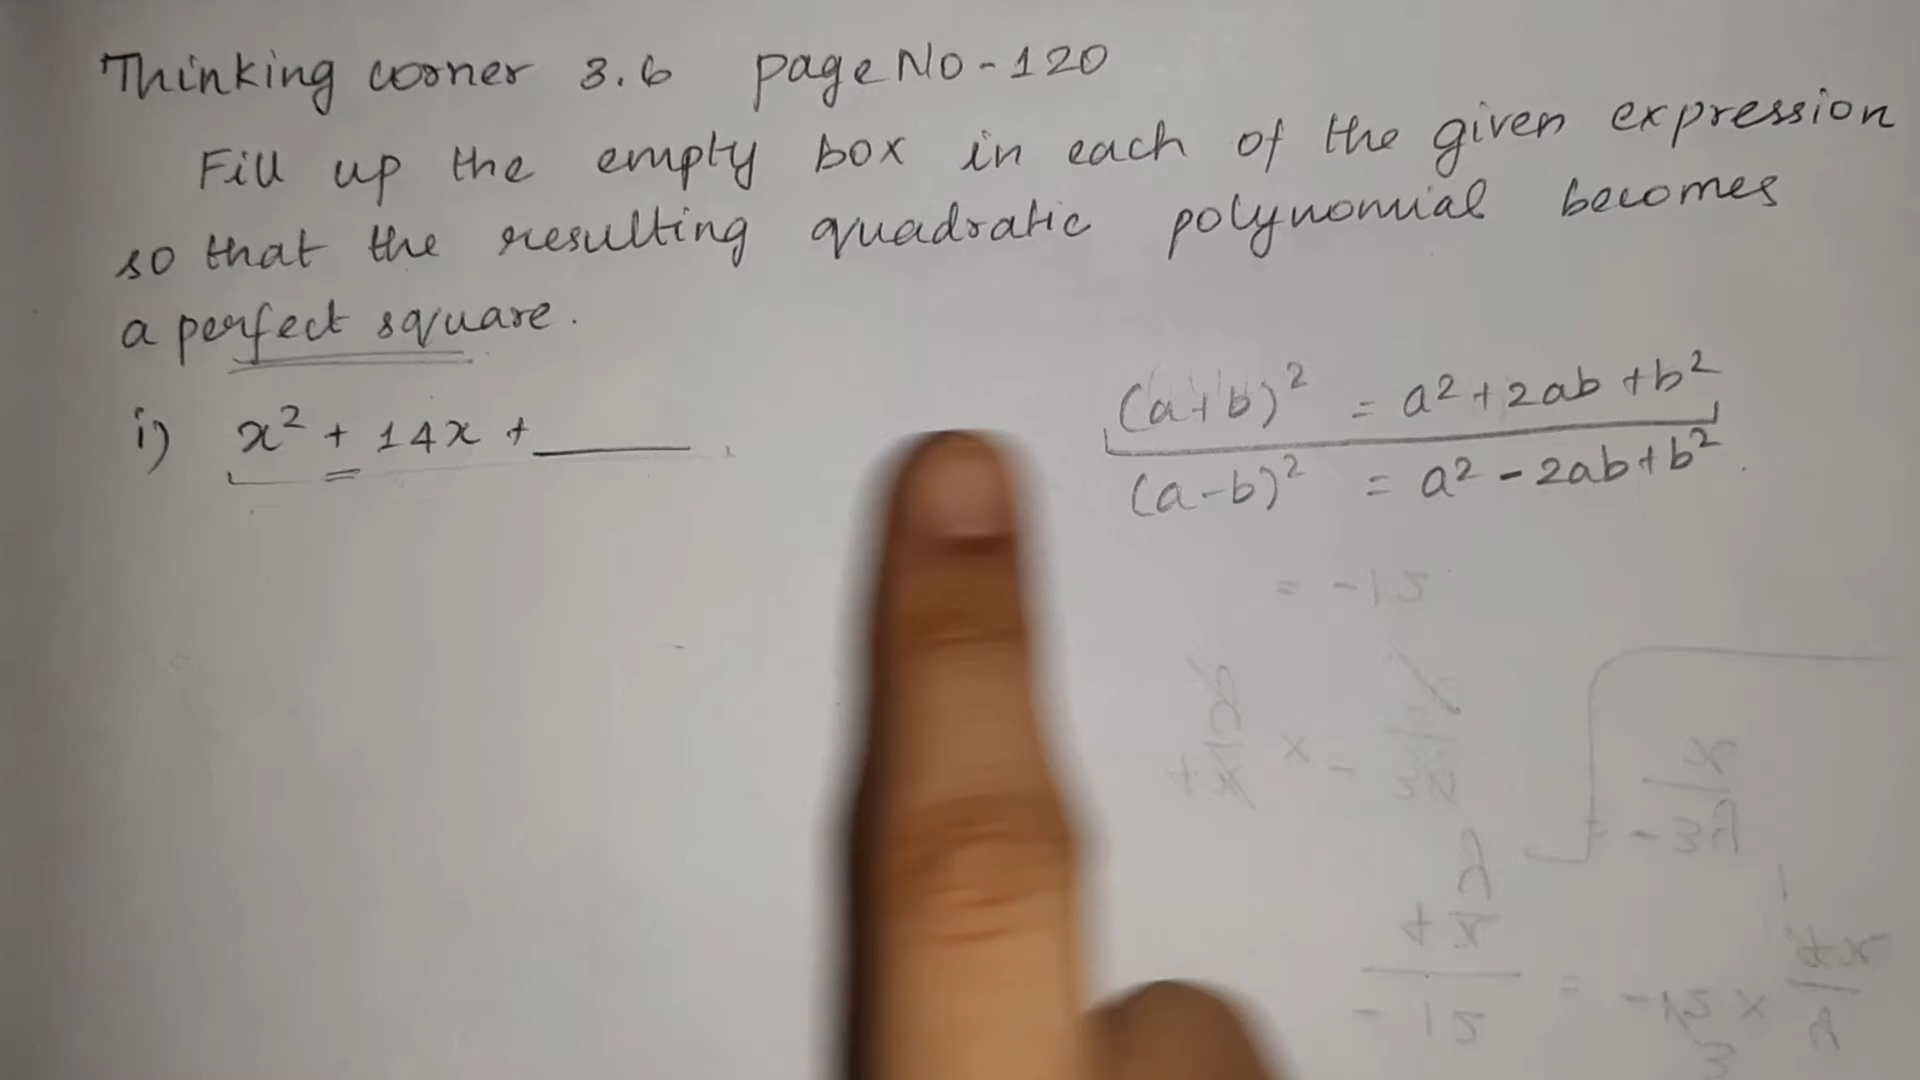 Thinking corner 3.6 page No - 120
Fill up the empty box in each of the given expression
so that the resulting quadratic polynomial becomes
a perfect square.
i) x² + 14x + ______
(a+b)² = a² + 2ab + b²
(a-b)² = a² - 2ab + b².